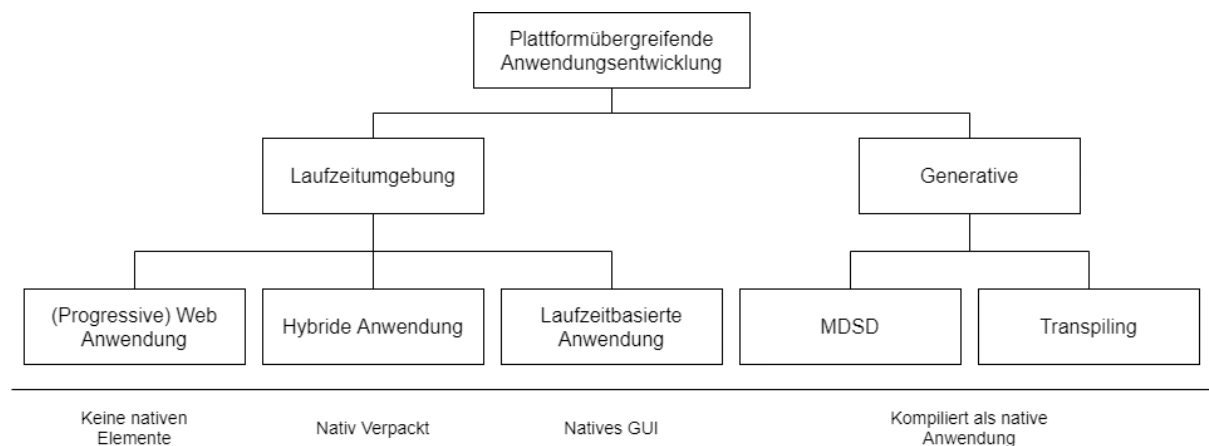 Plattformübergreifende
Anwendungsentwicklung
Laufzeitumgebung
Generative
(Progressive) Web
Anwendung
Hybride Anwendung
Laufzeitbasierte
Anwendung
MDSD
Transpiling
Keine nativen
Elemente
Nativ Verpackt
Natives GUI
Kompiliert als native
Anwendung